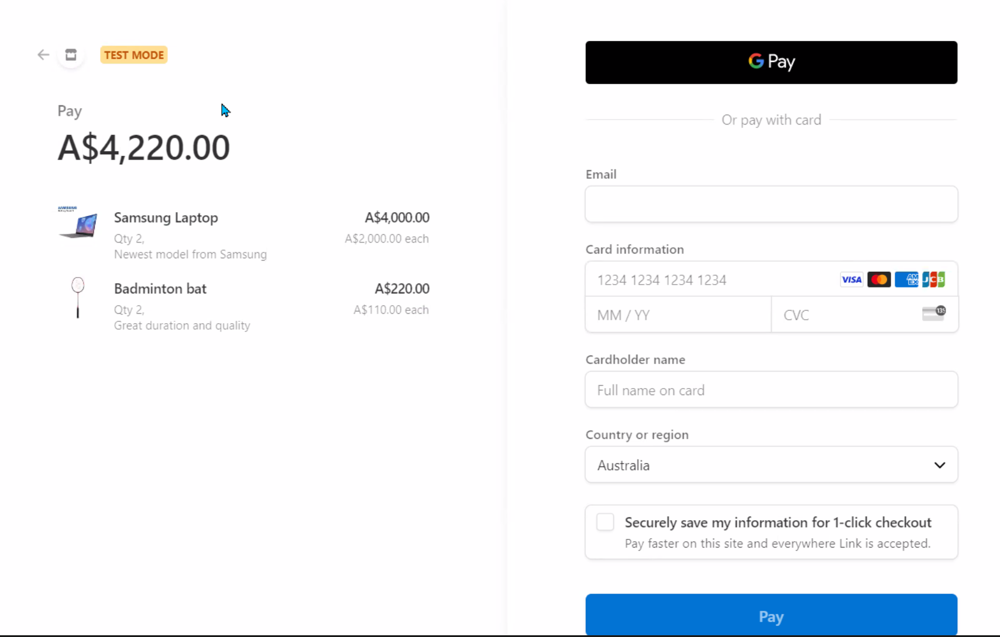 TEST MODE
Pay
A$4,220.00
Samsung Laptop A$4,000.00
Qty 2, A$2,000.00 each
Newest model from Samsung
Badminton bat A$220.00
Qty 2, A$110.00 each
Great duration and quality
G Pay
Or pay with card
Email
Card information
1234 1234 1234 1234 VISA AMEX JCB
MM / YY CVC 135
Cardholder name
Full name on card
Country or region
Australia
Securely save my information for 1-click checkout
Pay faster on this site and everywhere Link is accepted.
Pay
SAMSUNG